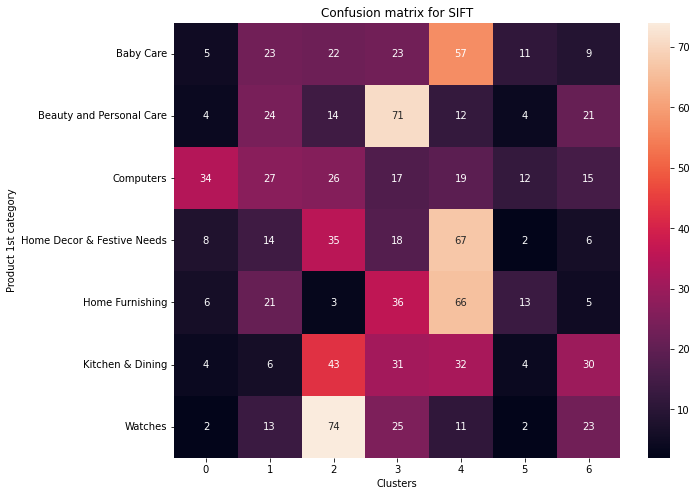 Confusion matrix for SIFT
Product 1st category
Baby Care 5 23 22 23 57 11 9
Beauty and Personal Care 4 24 14 71 12 4 21
Computers 34 27 26 17 19 12 15
Home Decor & Festive Needs 8 14 35 18 67 2 6
Home Furnishing 6 21 3 36 66 13 5
Kitchen & Dining 4 6 43 31 32 4 30
Watches 2 13 74 25 11 2 23
0 1 2 3 4 5 6
Clusters
70
60
50
40
30
20
10